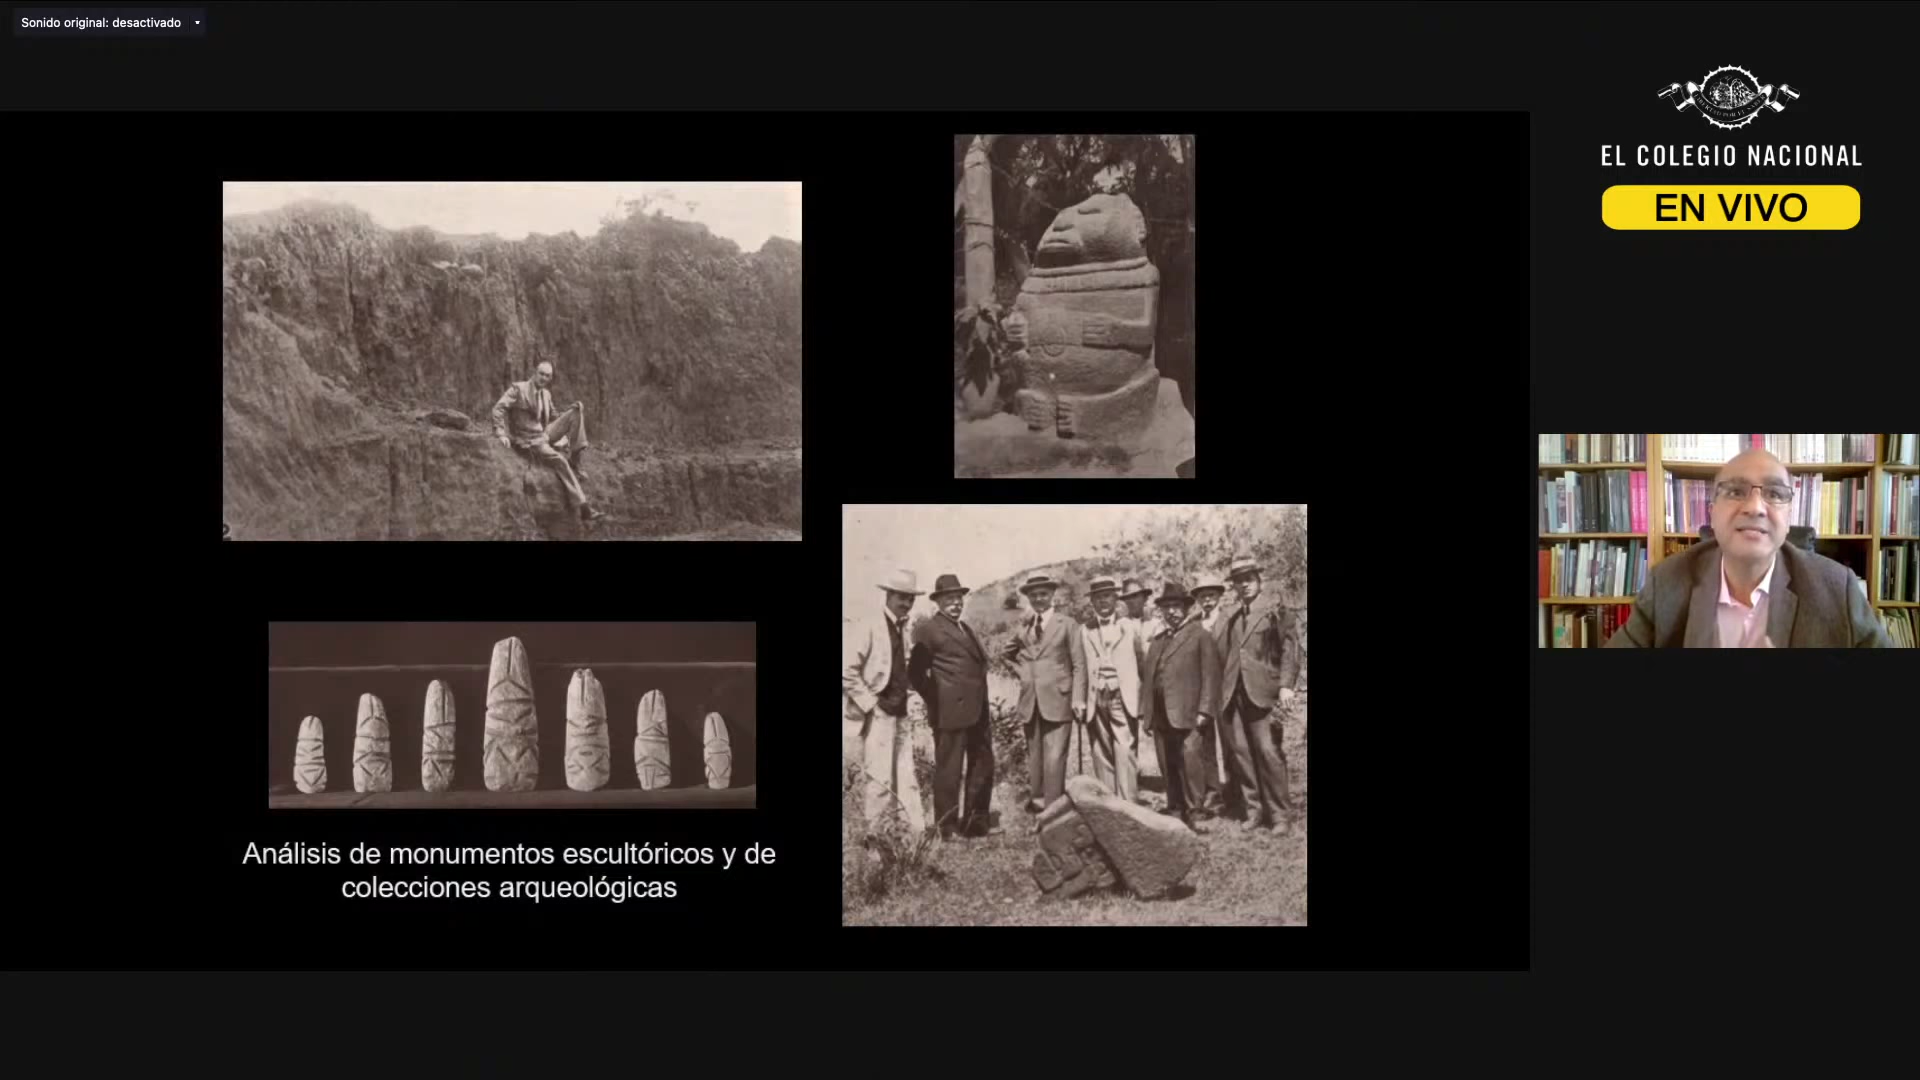 Sonido original: desactivado
EL COLEGIO NACIONAL
EN VIVO
Análisis de monumentos escultóricos y de
colecciones arqueológicas